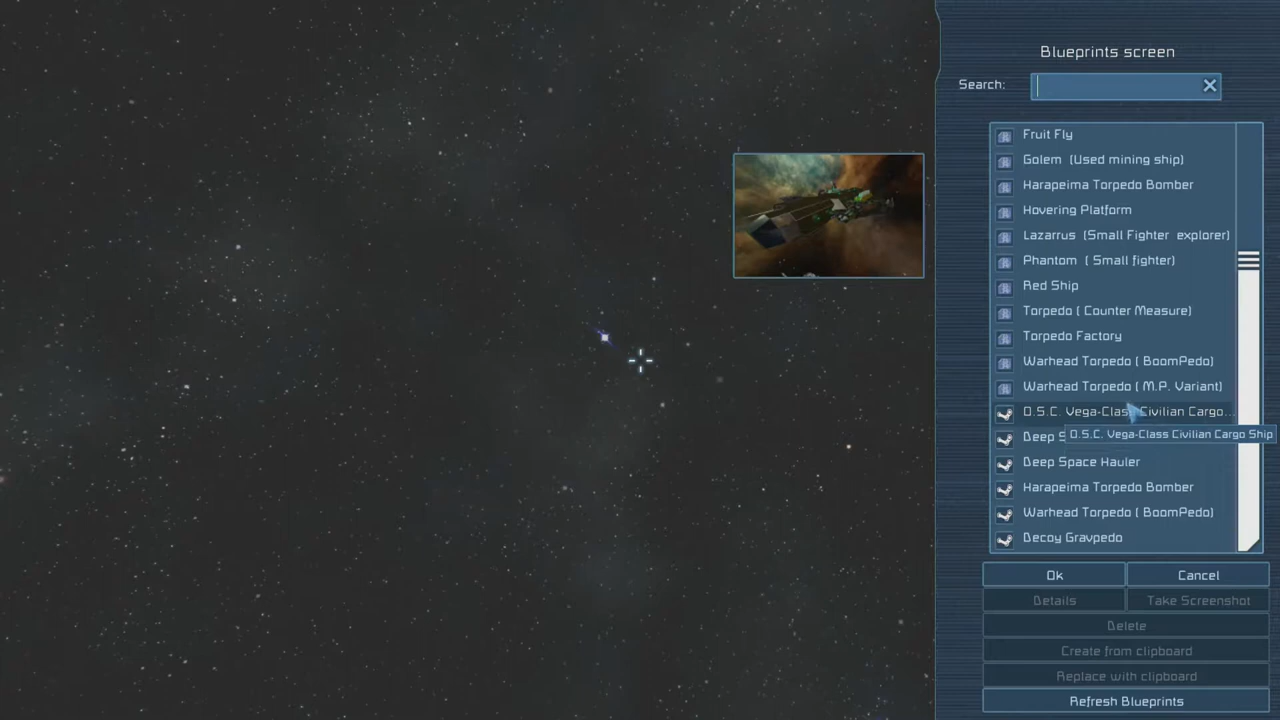 Blueprints screen
Search:
Fruit Fly
Golem (Used mining ship)
Harapeima Torpedo Bomber
Hovering Platform
Lazarrus (Small Fighter explorer)
Phantom ( Small fighter)
Red Ship
Torpedo ( Counter Measure)
Torpedo Factory
Warhead Torpedo ( BoomPedo)
Warhead Torpedo ( M.P. Variant)
O.S.C. Vega-Class Civilian Cargo...
O.S.C. Vega-Class Civilian Cargo Ship
Deep S
Deep Space Hauler
Harapeima Torpedo Bomber
Warhead Torpedo ( BoomPedo)
Decoy Gravpedo
Ok
Cancel
Details
Take Screenshot
Delete
Create from clipboard
Replace with clipboard
Refresh Blueprints